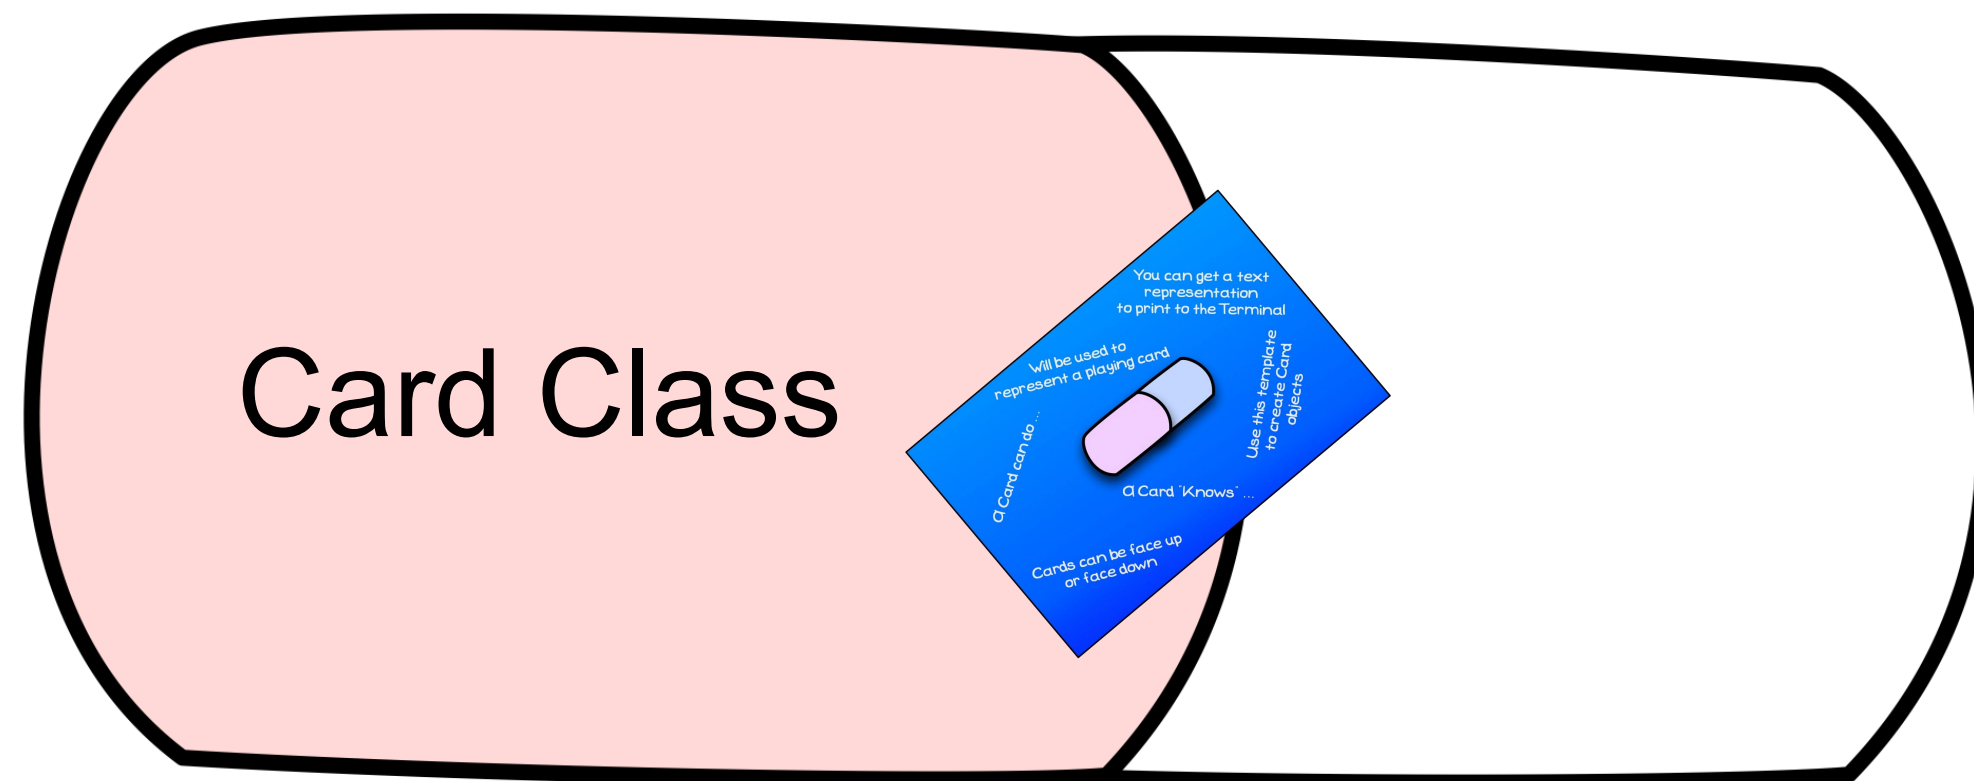 Card Class
You can get a text
representation
to print to the Terminal
Will be used to
represent a playing card
Use this template
to create Card
objects
A Card can do ...
A Card "Knows" ...
Cards can be face up
or face down